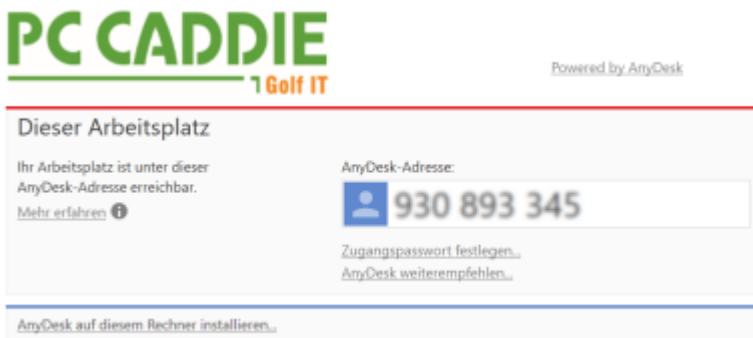 PC CADDIE
Golf IT
Powered by AnyDesk
Dieser Arbeitsplatz
Ihr Arbeitsplatz ist unter dieser
AnyDesk-Adresse erreichbar.
Mehr erfahren
AnyDesk-Adresse:
930 893 345
Zugangspasswort festlegen...
AnyDesk weiterempfehlen...
AnyDesk auf diesem Rechner installieren...